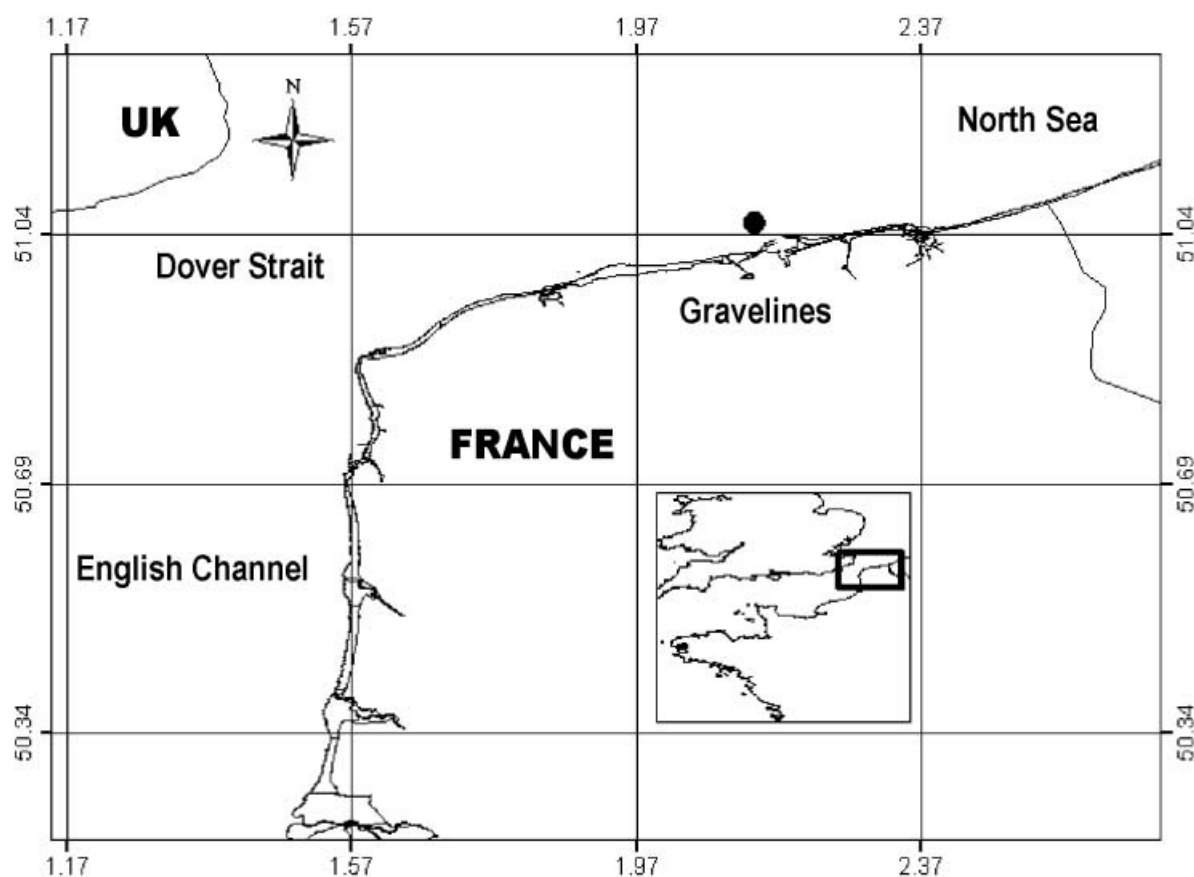 1.17 1.57 1.97 2.37
UK
N
North Sea
51.04 51.04
Dover Strait
Gravelines
FRANCE
50.69 50.69
English Channel
50.34 50.34
1.17 1.57 1.97 2.37